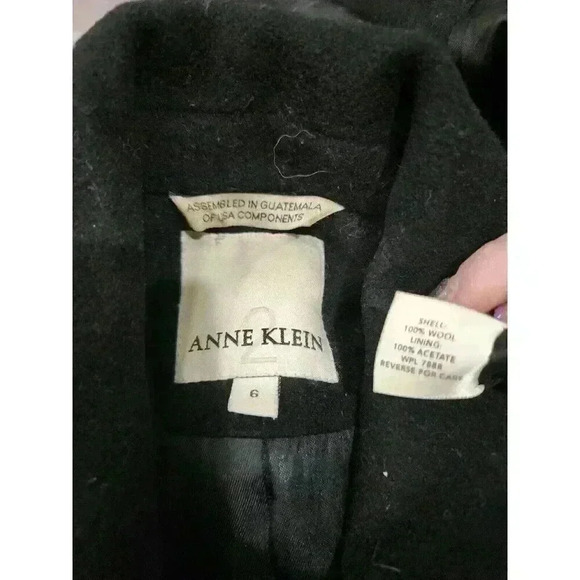 ASSEMBLED IN GUATEMALA
OF USA COMPONENTS
2
ANNE KLEIN
6
SHELL:
100% WOOL
LINING:
100% ACETATE
WPL 7888
REVERSE FOR CARE